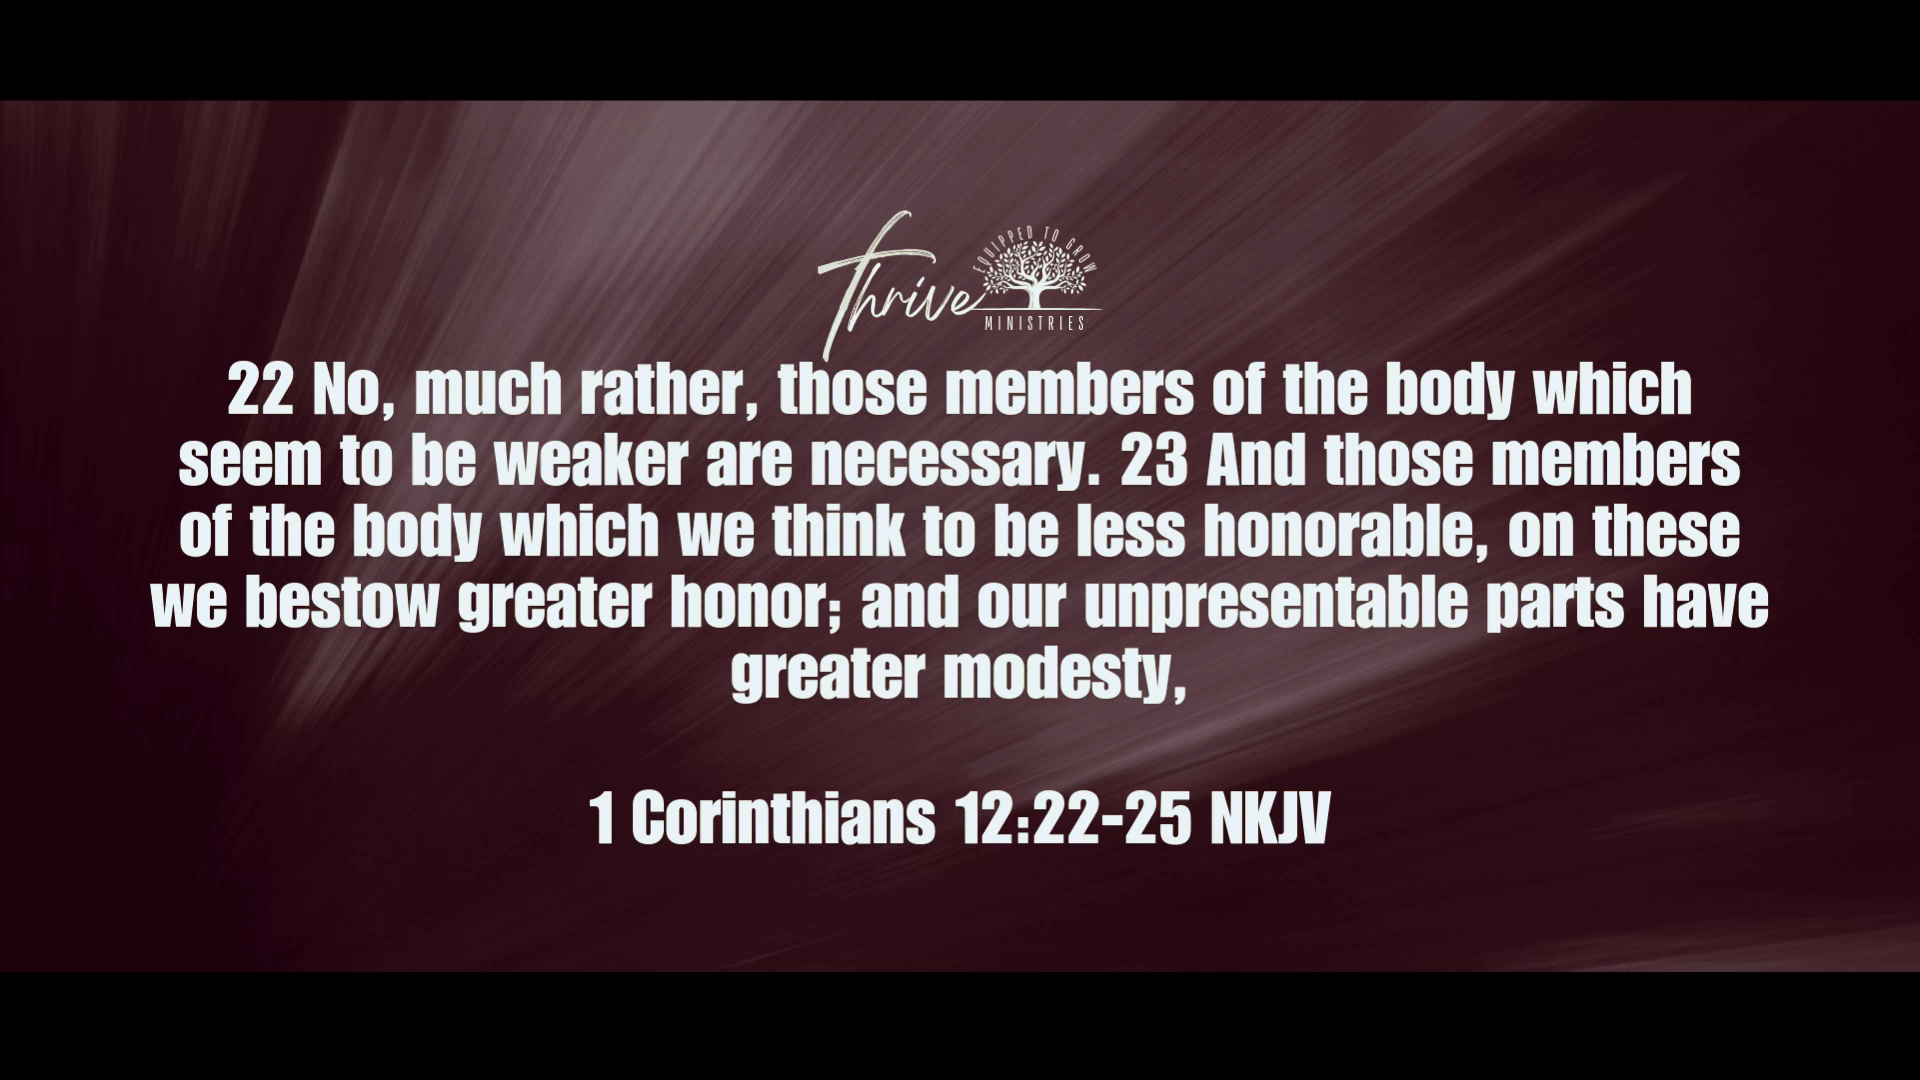 Thrive
EQUIPPED TO GROW
MINISTRIES
22 No, much rather, those members of the body which
seem to be weaker are necessary. 23 And those members
of the body which we think to be less honorable, on these
we bestow greater honor; and our unpresentable parts have
greater modesty,
1 Corinthians 12:22-25 NKJV